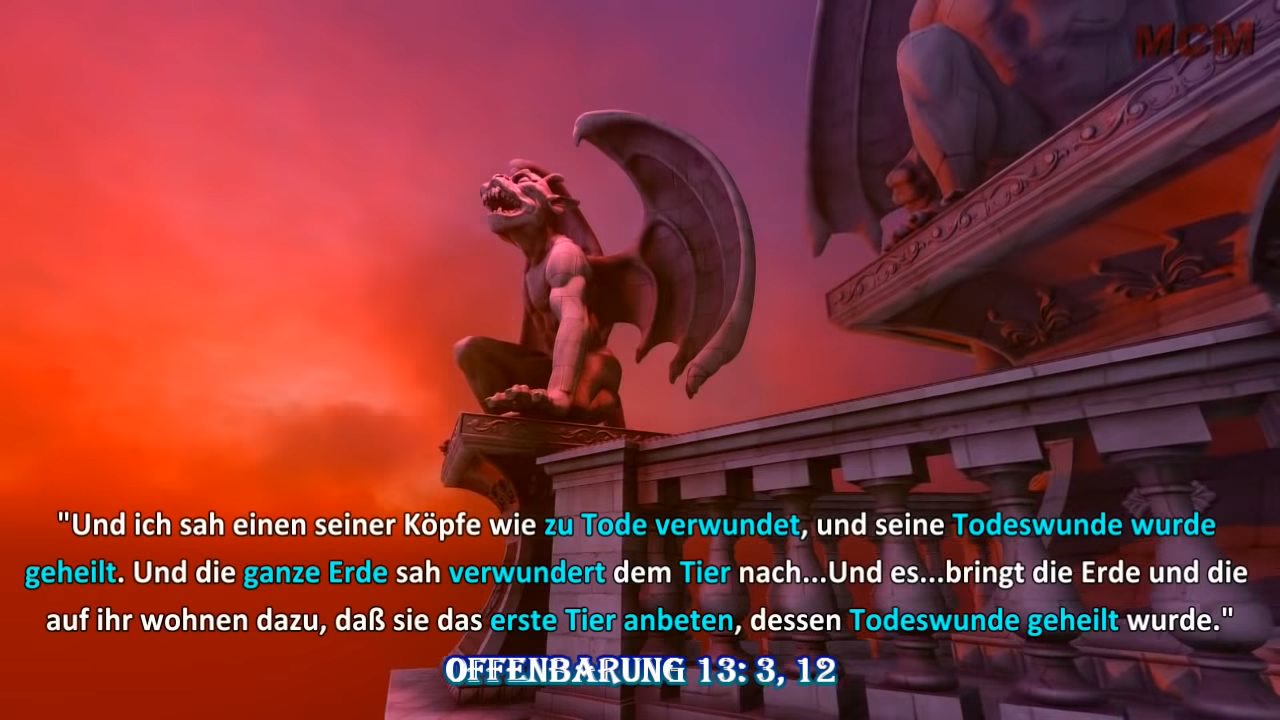 MCM
"Und ich sah einen seiner Köpfe wie zu Tode verwundet, und seine Todeswunde wurde
geheilt. Und die ganze Erde sah verwundert dem Tier nach...Und es...bringt die Erde und die
auf ihr wohnen dazu, daß sie das erste Tier anbeten, dessen Todeswunde geheilt wurde."
OFFENBARUNG 13: 3, 12